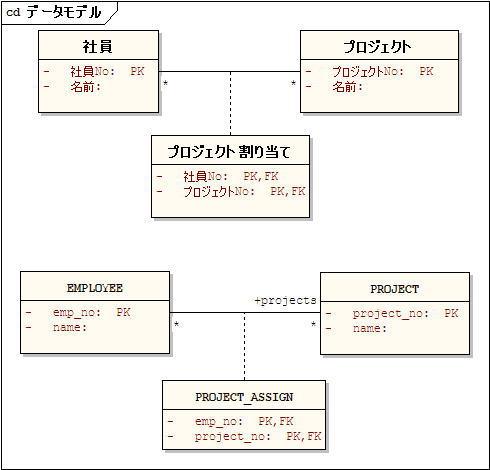 cd データモデル
社員
- 社員No: PK
- 名前:
プロジェクト
- プロジェクトNo: PK
- 名前:
* *
プロジェクト割り当て
- 社員No: PK,FK
- プロジェクトNo: PK,FK
EMPLOYEE
- emp_no: PK
- name:
+projects
* *
PROJECT
- project_no: PK
- name:
PROJECT_ASSIGN
- emp_no: PK,FK
- project_no: PK,FK